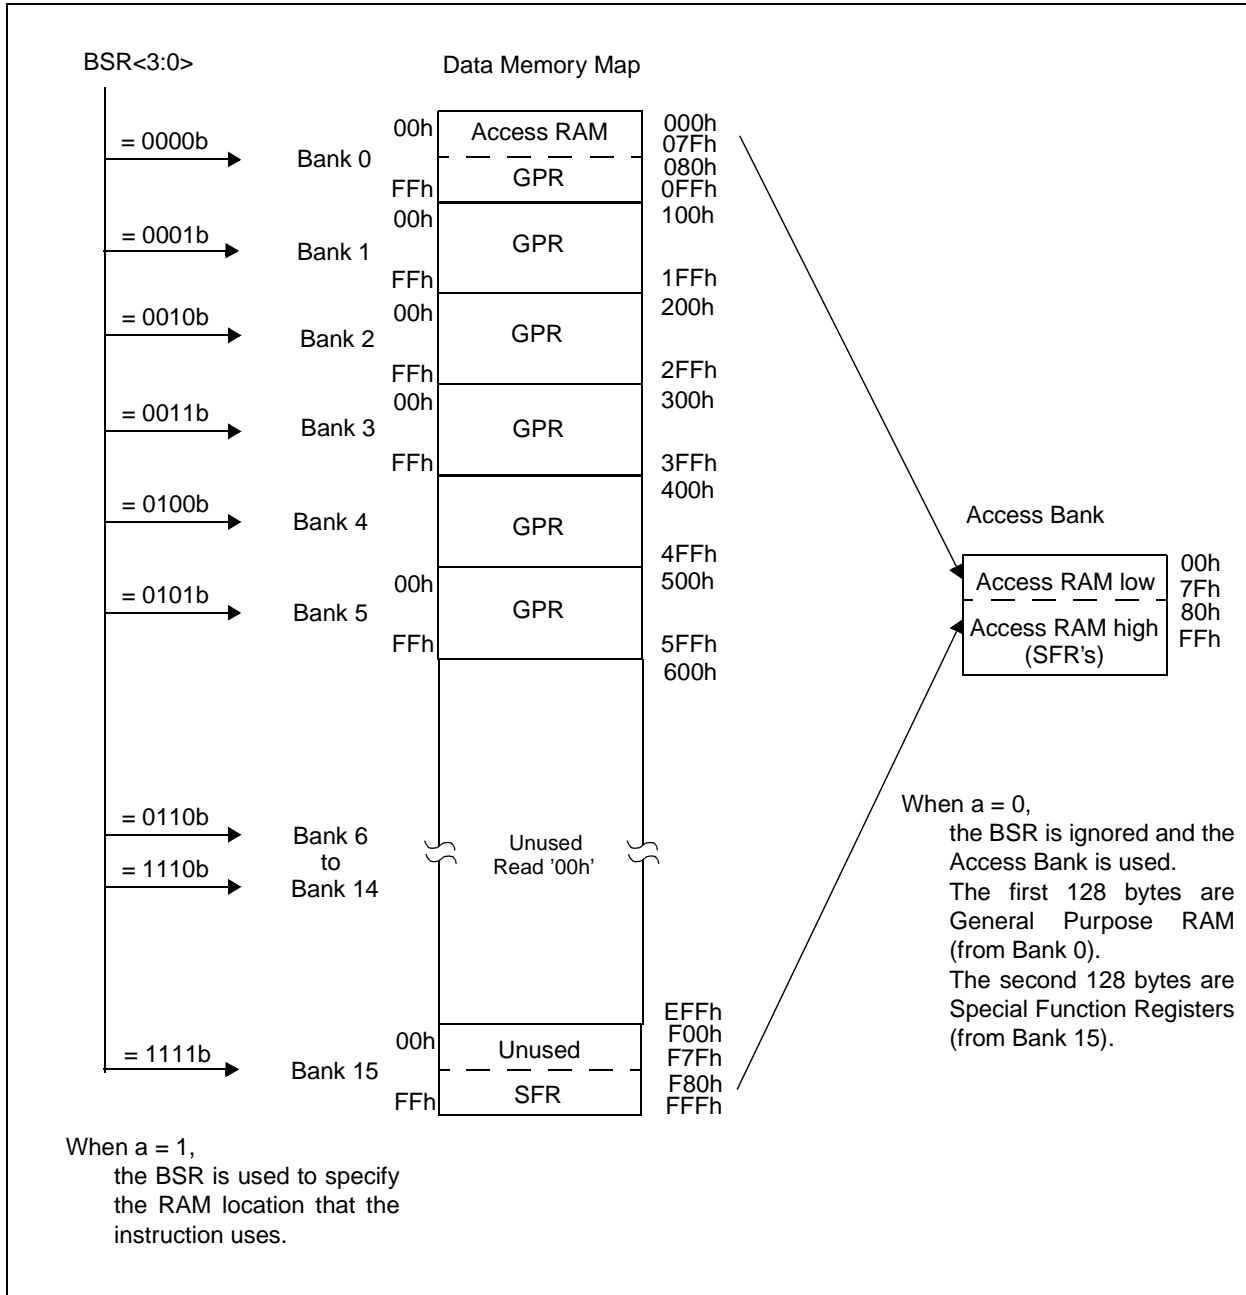 BSR<3:0>
Data Memory Map
= 0000b
Bank 0
00h
Access RAM
000h
07Fh
FFh
GPR
080h
0FFh
= 0001b
Bank 1
00h
GPR
100h
FFh
1FFh
= 0010b
Bank 2
00h
GPR
200h
FFh
2FFh
= 0011b
Bank 3
00h
GPR
300h
FFh
3FFh
= 0100b
Bank 4
GPR
400h
4FFh
= 0101b
Bank 5
00h
GPR
500h
FFh
5FFh
600h
= 0110b
Bank 6
to
= 1110b
Bank 14
Unused
Read '00h'
EFFh
= 1111b
Bank 15
00h
Unused
F00h
F7Fh
FFh
SFR
F80h
FFFh
Access Bank
Access RAM low
00h
7Fh
Access RAM high
(SFR's)
80h
FFh
When a = 0,
the BSR is ignored and the
Access Bank is used.
The first 128 bytes are
General Purpose RAM
(from Bank 0).
The second 128 bytes are
Special Function Registers
(from Bank 15).
When a = 1,
the BSR is used to specify
the RAM location that the
instruction uses.